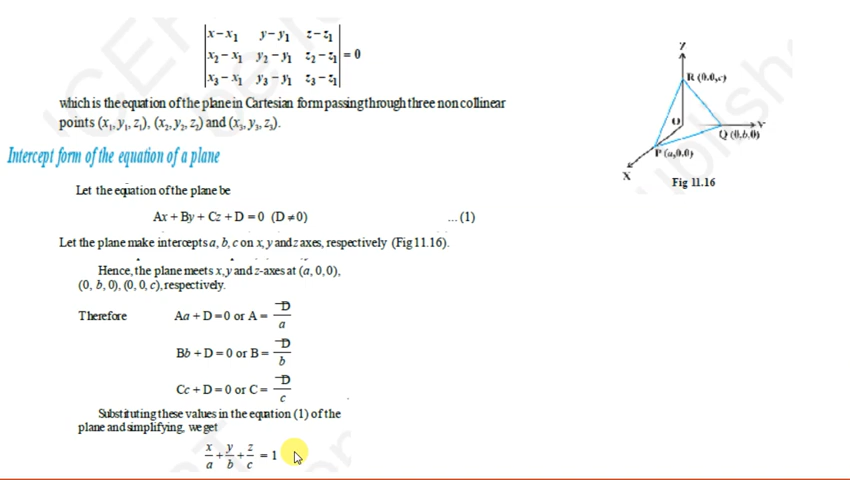 | x − x₁  y − y₁  z − z₁ |
| x₂ − x₁  y₂ − y₁  z₂ − z₁ | = 0
| x₃ − x₁  y₃ − y₁  z₃ − z₁ |
which is the equation of the plane in Cartesian form passing through three non collinear
points (x₁, y₁, z₁), (x₂, y₂, z₂) and (x₃, y₃, z₃).
Intercept form of the equation of a plane
Let the equation of the plane be
Ax + By + Cz + D = 0 (D ≠ 0) ... (1)
Let the plane make intercepts a, b, c on x, y and z axes, respectively (Fig 11.16).
Hence, the plane meets x, y and z-axes at (a, 0, 0),
(0, b, 0), (0, 0, c), respectively.
Therefore Aa + D = 0 or A = −D/a
Bb + D = 0 or B = −D/b
Cc + D = 0 or C = −D/c
Substituting these values in the equation (1) of the
plane and simplifying, we get
x/a + y/b + z/c = 1
Z
R (0,0,c)
O
Y
Q (0,b,0)
P (a,0,0)
X
Fig 11.16